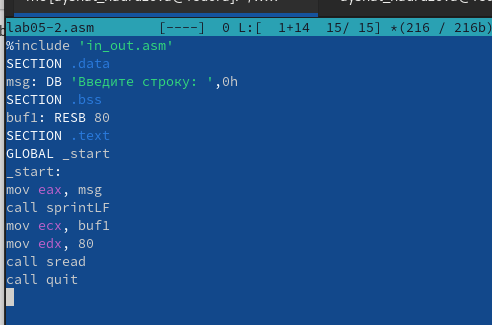 lab05-2.asm [----] 0 L:[ 1+14 15/ 15] *(216 / 216b)
%include 'in_out.asm'
SECTION .data
msg: DB 'Введите строку: ',0h
SECTION .bss
buf1: RESB 80
SECTION .text
GLOBAL _start
_start:
mov eax, msg
call sprintLF
mov ecx, buf1
mov edx, 80
call sread
call quit